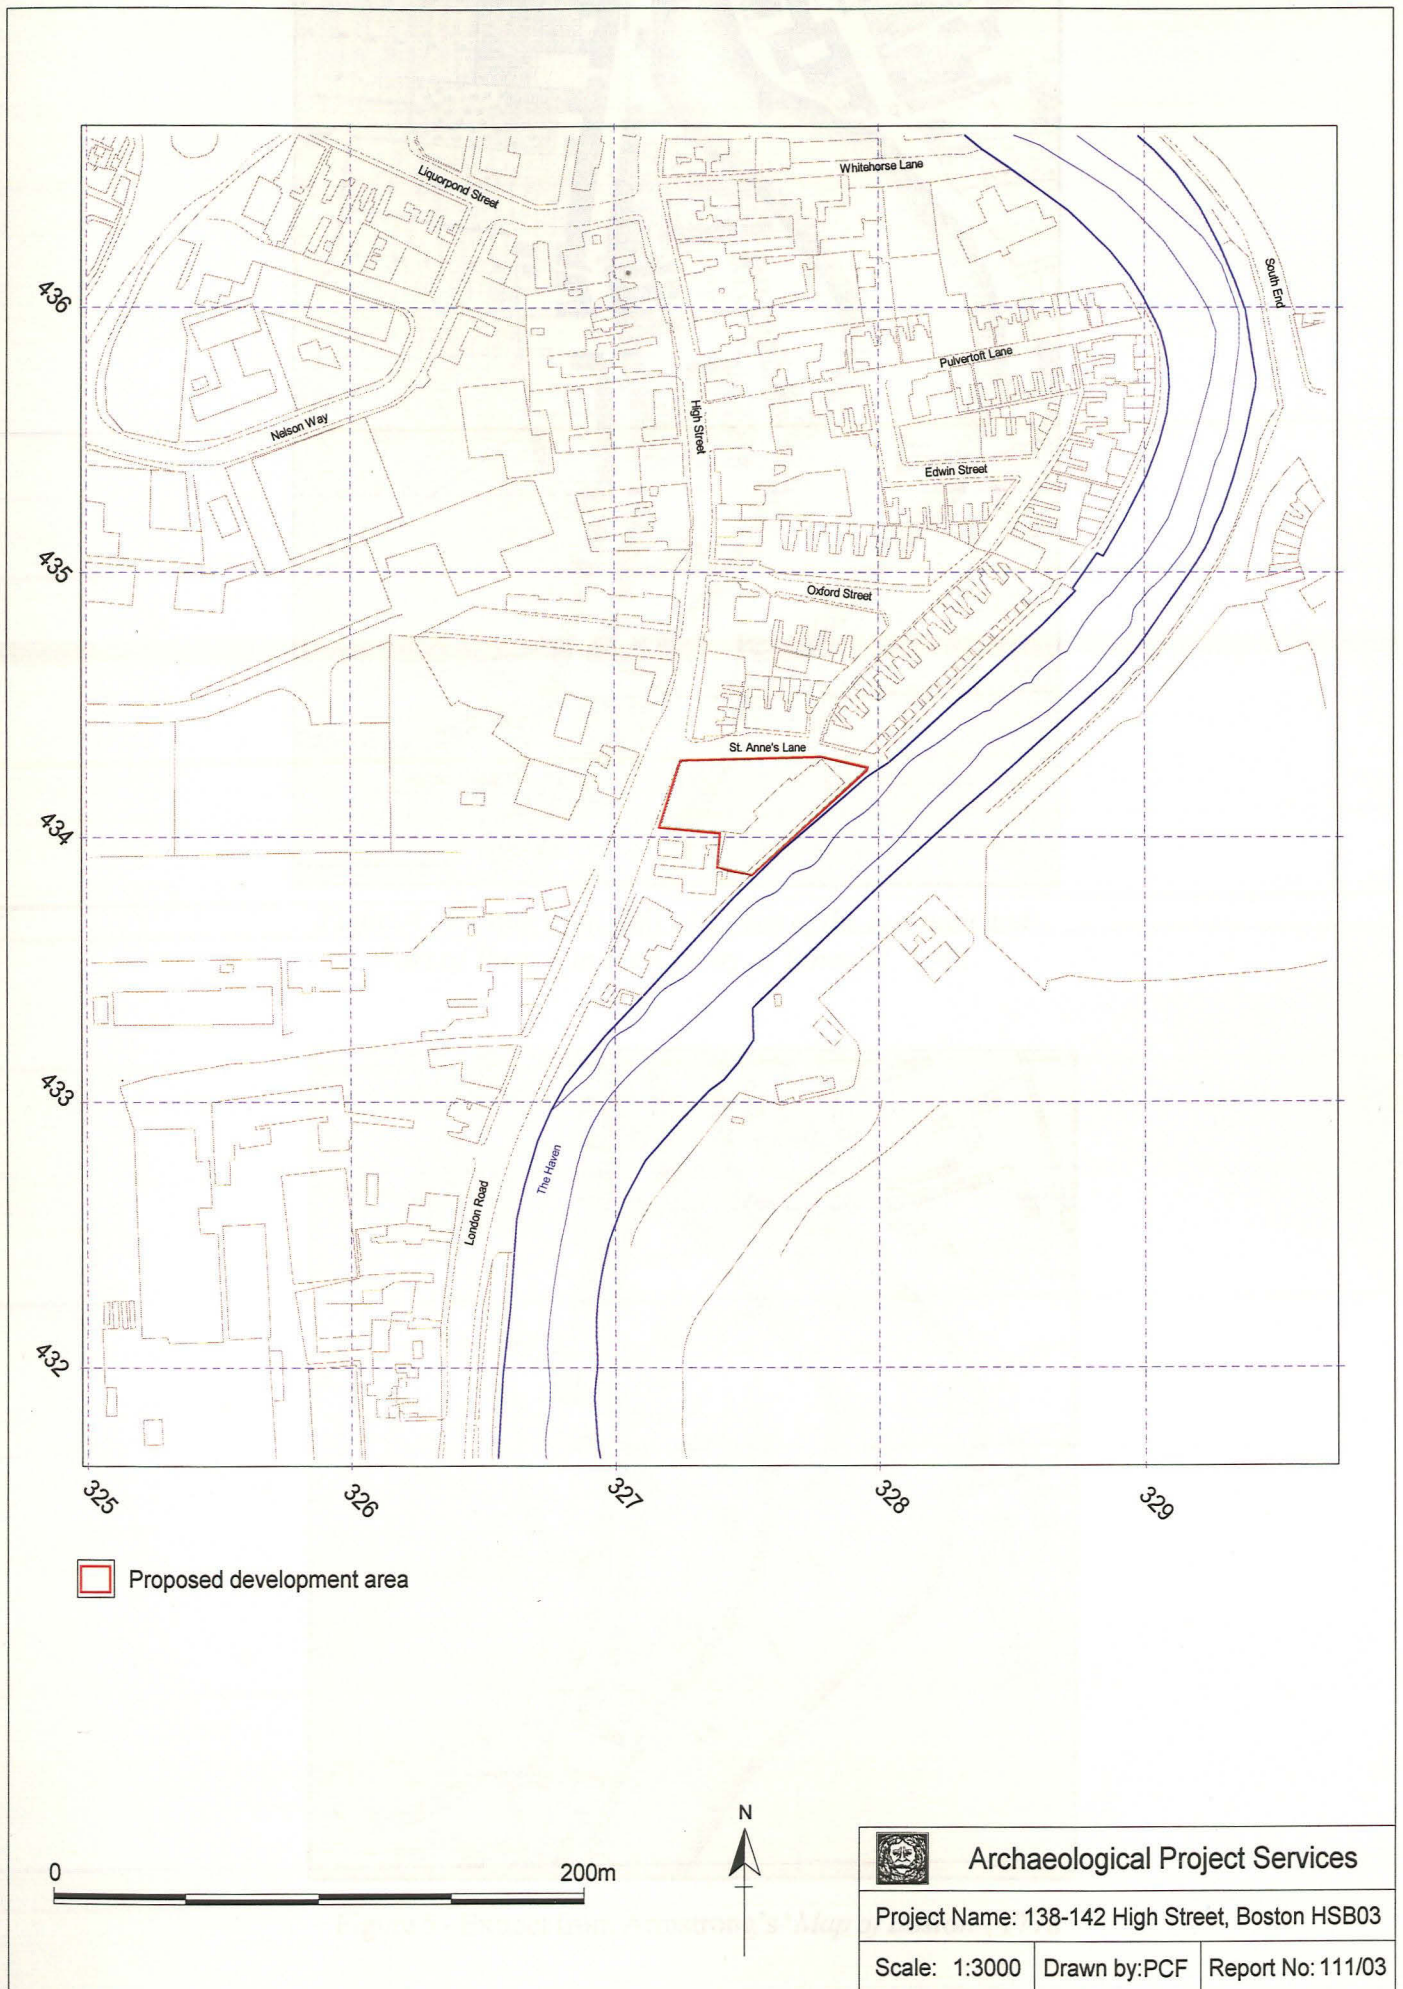 Whitehorse Lane
Liquorpond Street
South End
436
Pulvertoft Lane
Nelson Way
High Street
Edwin Street
435
Oxford Street
St. Anne's Lane
434
433
The Haven
London Road
432
325
326
327
328
329
Proposed development area
N
0 200m
Archaeological Project Services
Project Name: 138-142 High Street, Boston HSB03
Scale: 1:3000 Drawn by:PCF Report No: 111/03